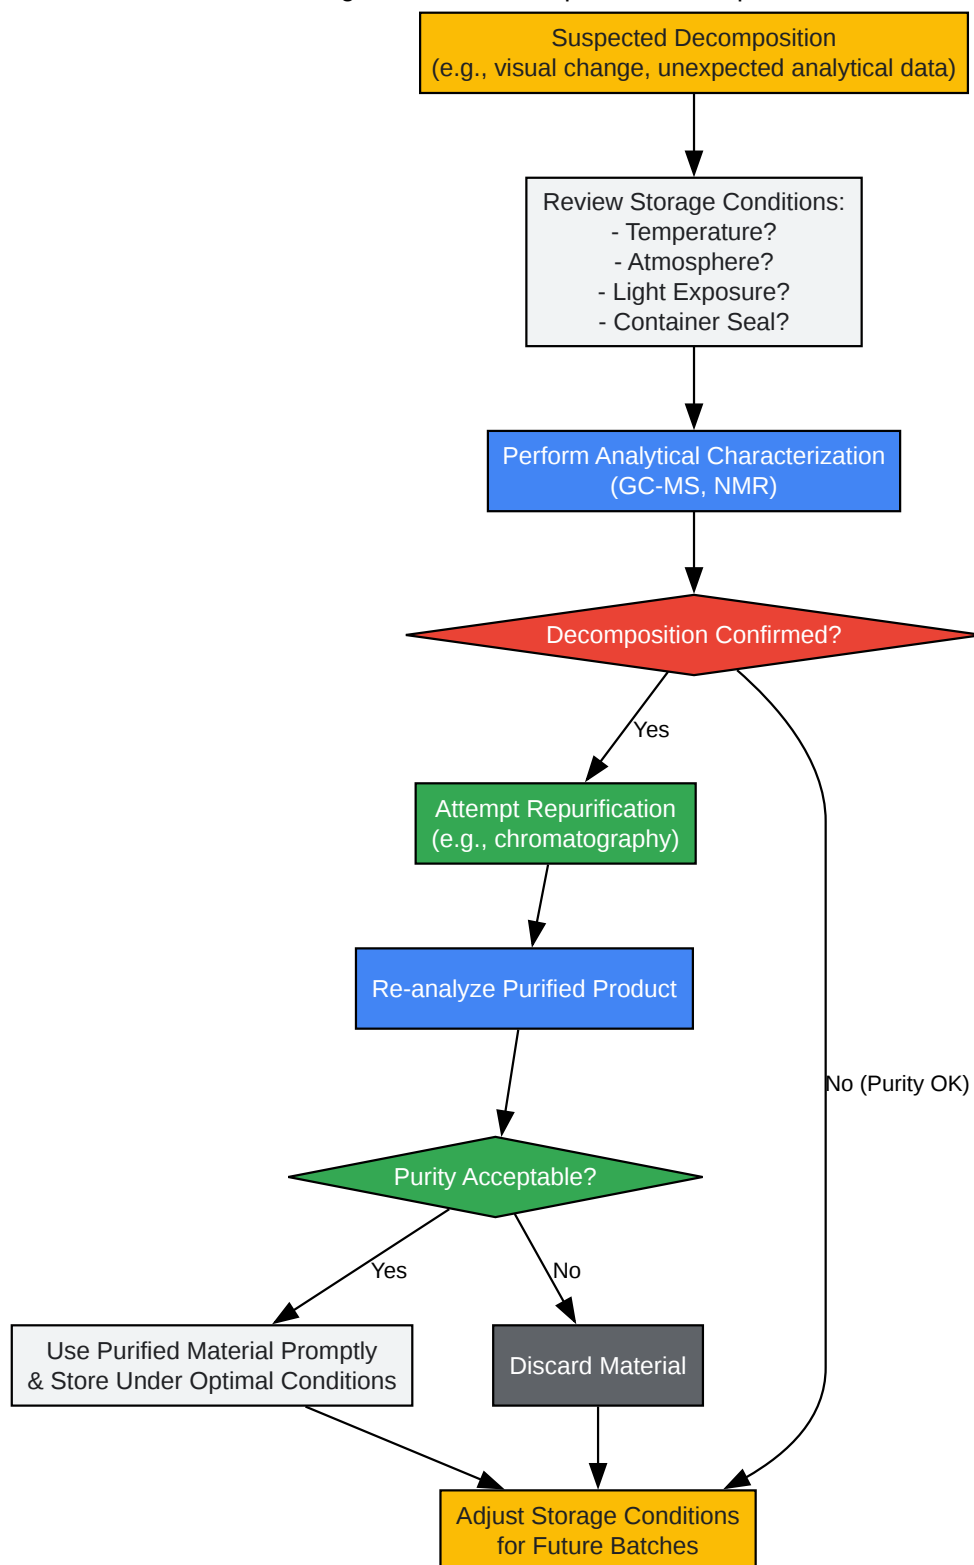 Suspected Decomposition
(e.g., visual change, unexpected analytical data)
Review Storage Conditions:
- Temperature?
- Atmosphere?
- Light Exposure?
- Container Seal?
Perform Analytical Characterization
(GC-MS, NMR)
Decomposition Confirmed?
Yes
Attempt Repurification
(e.g., chromatography)
Re-analyze Purified Product
No (Purity OK)
Purity Acceptable?
Yes
No
Use Purified Material Promptly
& Store Under Optimal Conditions
Discard Material
Adjust Storage Conditions
for Future Batches